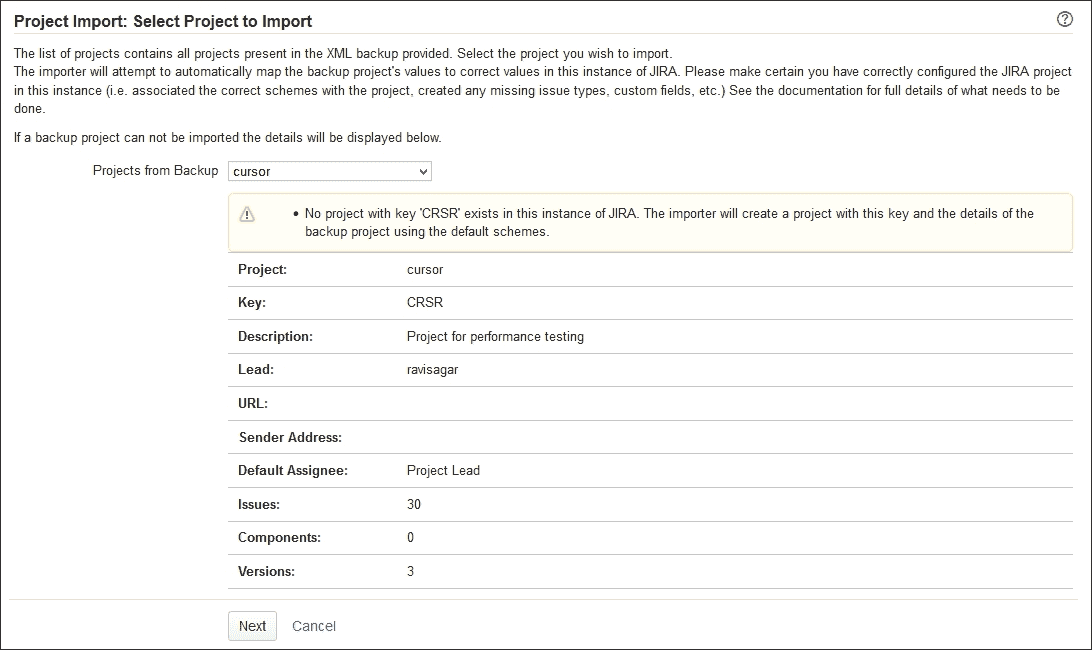 Project Import: Select Project to Import
The list of projects contains all projects present in the XML backup provided. Select the project you wish to import.
The importer will attempt to automatically map the backup project's values to correct values in this instance of JIRA. Please make certain you have correctly configured the JIRA project
in this instance (i.e. associated the correct schemes with the project, created any missing issue types, custom fields, etc.) See the documentation for full details of what needs to be
done.
If a backup project can not be imported the details will be displayed below.
Projects from Backup cursor
• No project with key 'CRSR' exists in this instance of JIRA. The importer will create a project with this key and the details of the
backup project using the default schemes.
Project: cursor
Key: CRSR
Description: Project for performance testing
Lead: ravisagar
URL:
Sender Address:
Default Assignee: Project Lead
Issues: 30
Components: 0
Versions: 3
Next Cancel